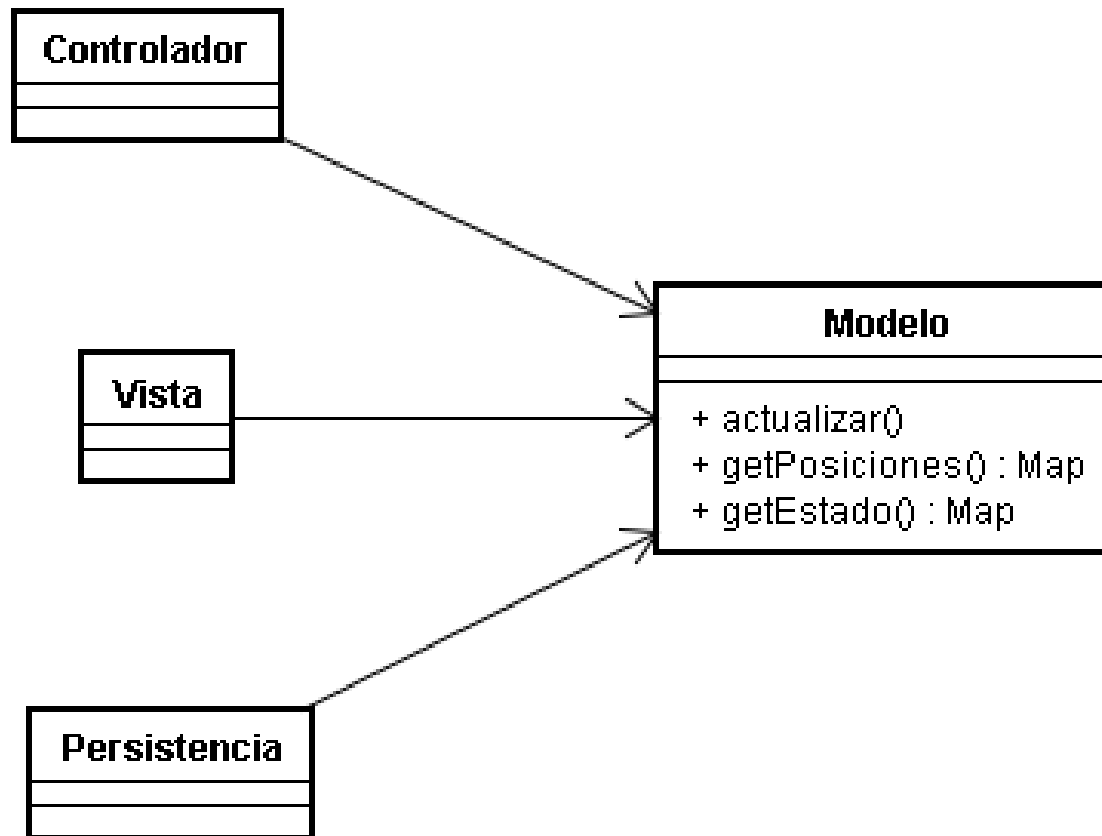 Controlador
Modelo
+ actualizar()
+ getPosiciones() : Map
+ getEstado() : Map
Vista
Persistencia